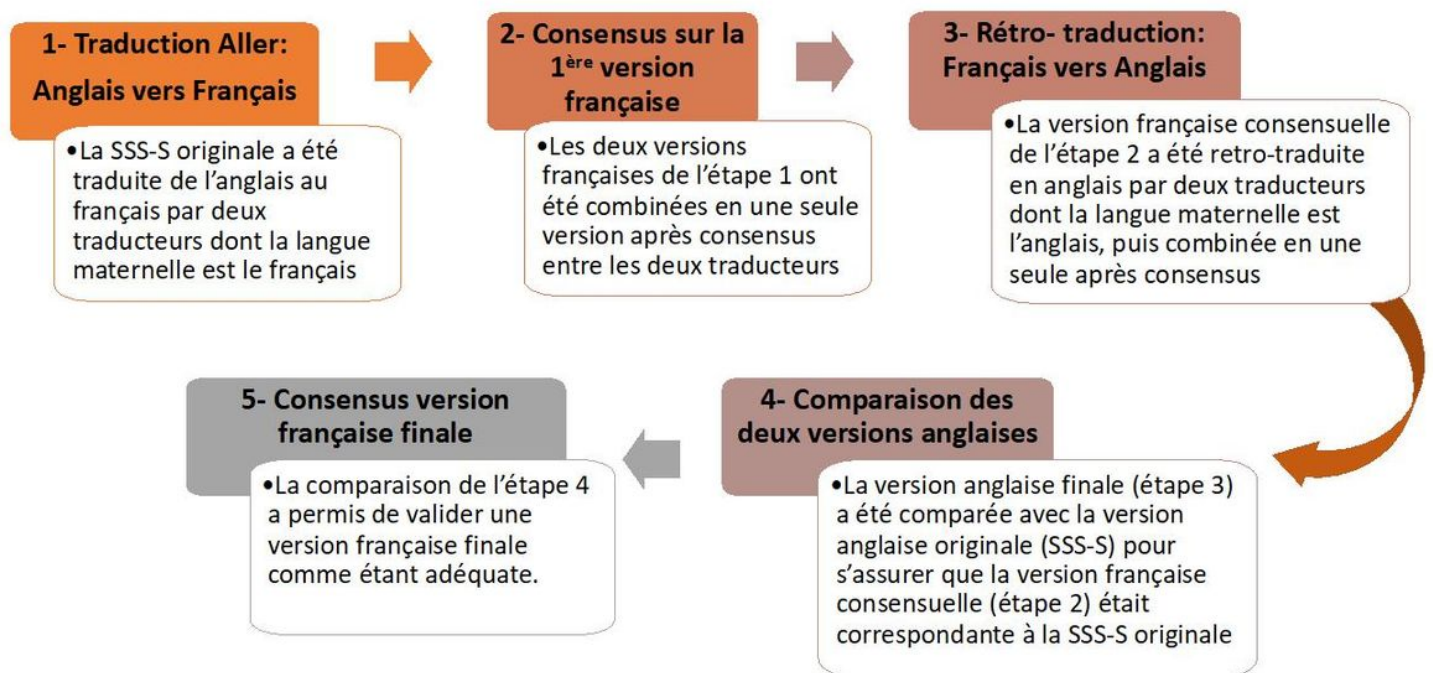 1- Traduction Aller:
Anglais vers Français
•La SSS-S originale a été
traduite de l’anglais au
français par deux
traducteurs dont la langue
maternelle est le français
2- Consensus sur la
1ère version
française
•Les deux versions
françaises de l’étape 1 ont
été combinées en une seule
version après consensus
entre les deux traducteurs
3- Rétro- traduction:
Français vers Anglais
•La version française consensuelle
de l’étape 2 a été retro-traduite
en anglais par deux traducteurs
dont la langue maternelle est
l’anglais, puis combinée en une
seule après consensus
4- Comparaison des
deux versions anglaises
•La version anglaise finale (étape 3)
a été comparée avec la version
anglaise originale (SSS-S) pour
s’assurer que la version française
consensuelle (étape 2) était
correspondante à la SSS-S originale
5- Consensus version
française finale
•La comparaison de l’étape 4
a permis de valider une
version française finale
comme étant adéquate.